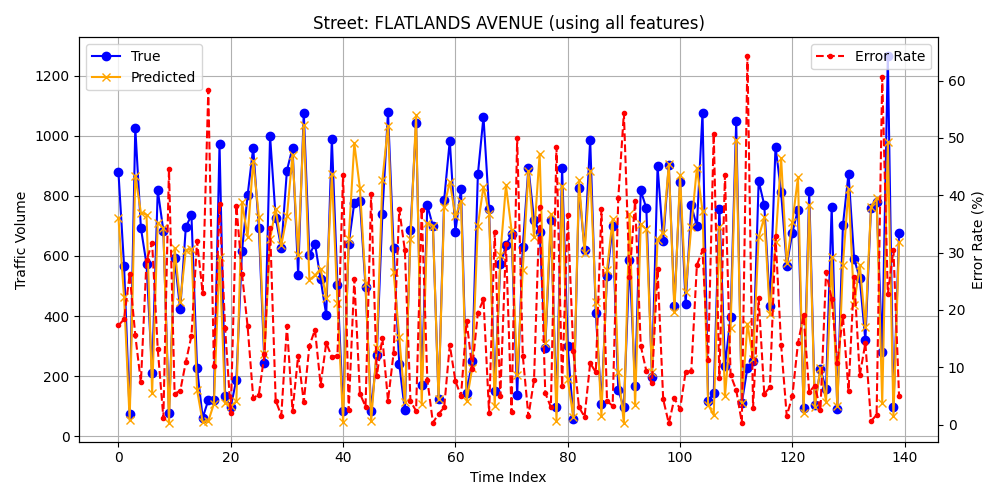 Street: FLATLANDS AVENUE (using all features)
True
Predicted
Error Rate
Traffic Volume
1200
1000
800
600
400
200
0
60
50
40
30
20
10
0
Error Rate (%)
0 20 40 60 80 100 120 140
Time Index